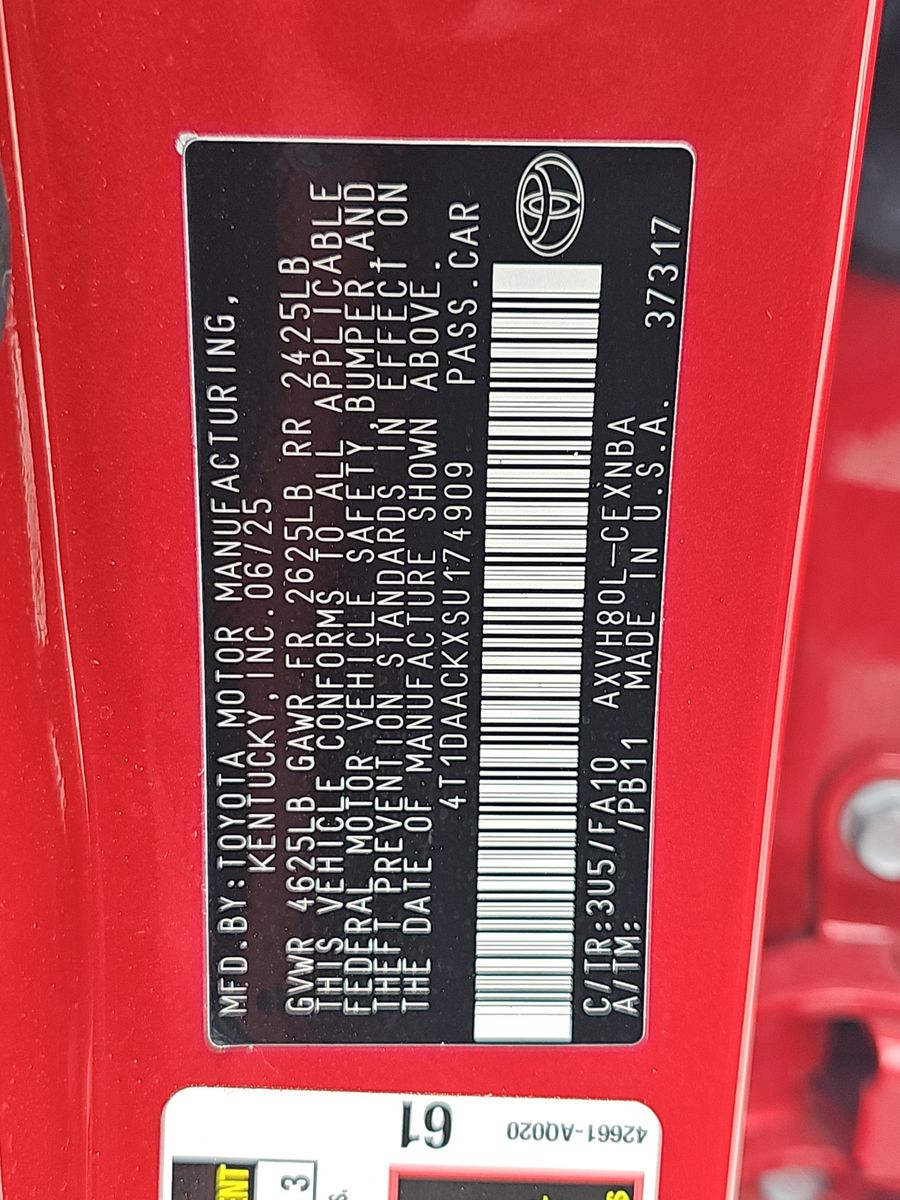 MFD.BY:TOYOTA MOTOR MANUFACTURING,
KENTUCKY,INC.06/25
GVWR 4625LB GAWR FR 2625LB RR 2425LB
THIS VEHICLE CONFORMS TO ALL APPLICABLE
FEDERAL MOTOR VEHICLE SAFETY,BUMPER,AND
THEFT PREVENTION STANDARDS IN EFFECT ON
THE DATE OF MANUFACTURE SHOWN ABOVE.
4T1DAACKXSU174909 PASS.CAR
C/TR:3U5/FA10 AXVH80L-CEXNBA
A/TM: /PB11 MADE IN U.S.A. 37317
61
42661-AQ020
3